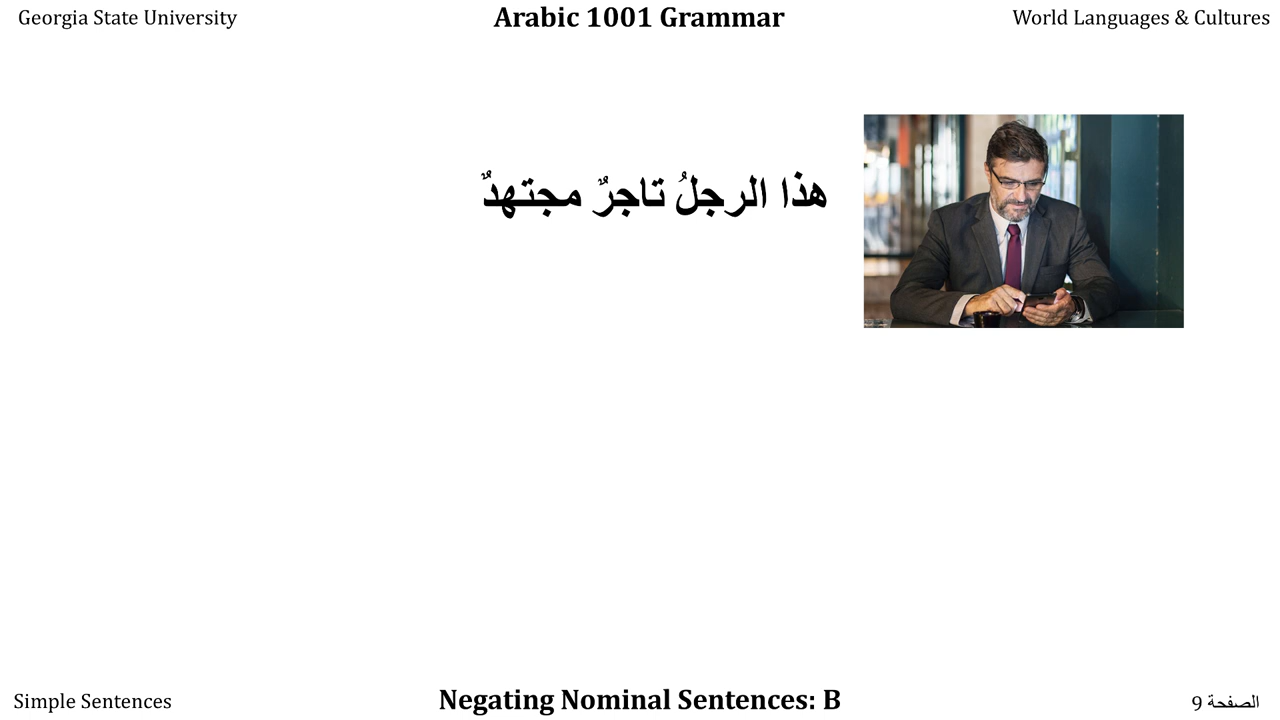 Georgia State University
Arabic 1001 Grammar
World Languages & Cultures
هذا الرجلُ تاجرٌ مجتهدٌ
Simple Sentences
Negating Nominal Sentences: B
الصفحة 9